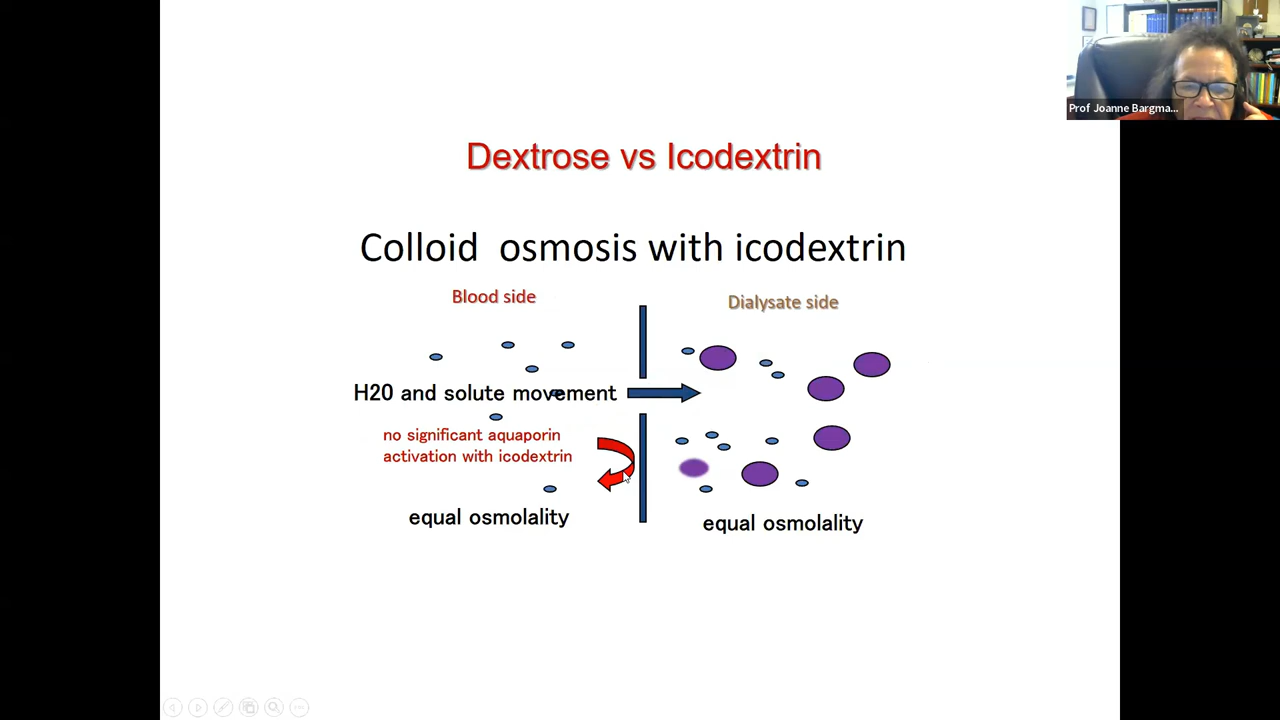 Prof Joanne Bargma...
Dextrose vs Icodextrin
Colloid osmosis with icodextrin
Blood side
Dialysate side
H20 and solute movement
no significant aquaporin
activation with icodextrin
equal osmolality
equal osmolality